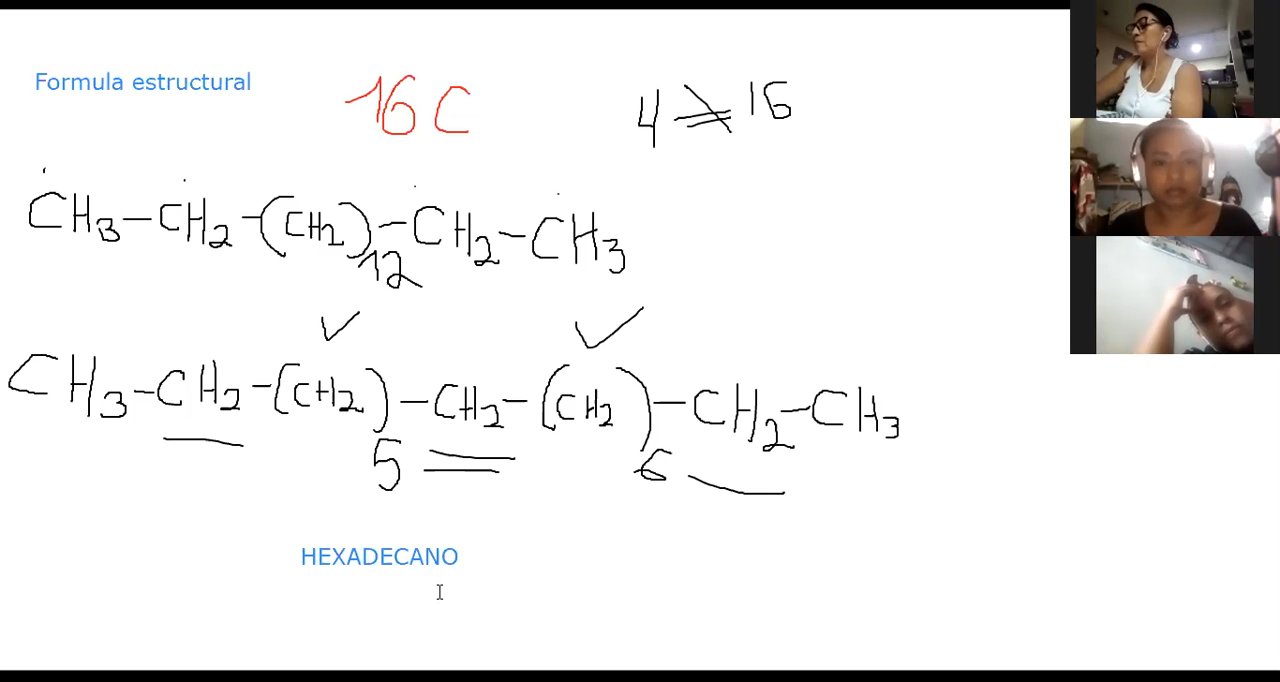 Formula estructural
16 C
4 ≠ 16
CH3-CH2-(CH2)12-CH2-CH3
✓ ✓
CH3-CH2-(CH2)5-CH2-(CH2)6-CH2-CH3
HEXADECANO